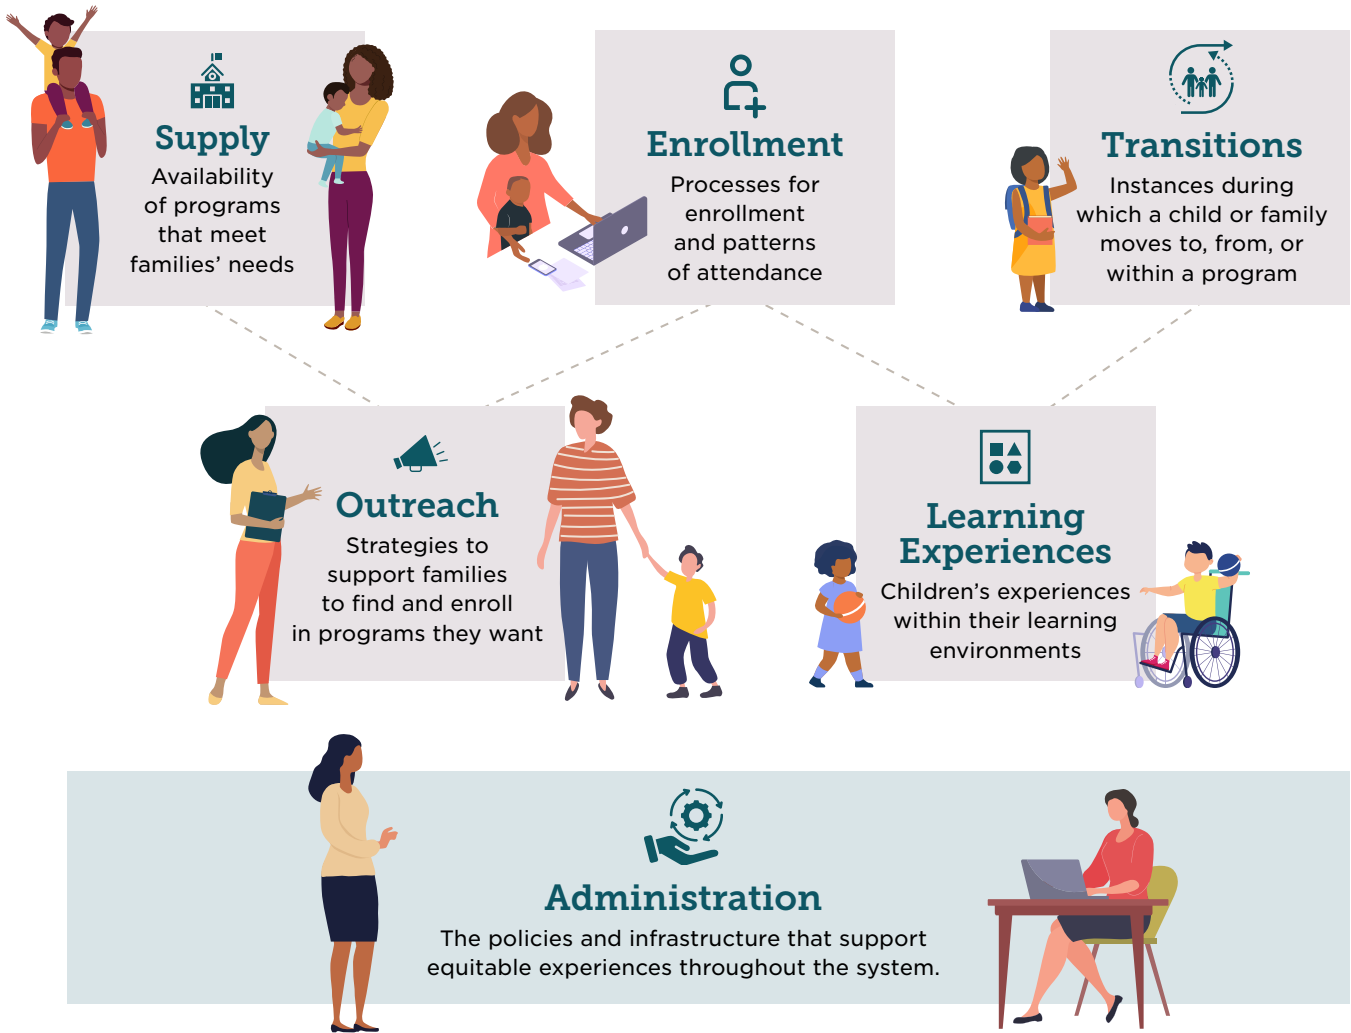 Supply
Availability
of programs
that meet
families’ needs
Enrollment
Processes for
enrollment
and patterns
of attendance
Transitions
Instances during
which a child or family
moves to, from, or
within a program
Outreach
Strategies to
support families
to find and enroll
in programs they want
Learning
Experiences
Children’s experiences
within their learning
environments
Administration
The policies and infrastructure that support
equitable experiences throughout the system.